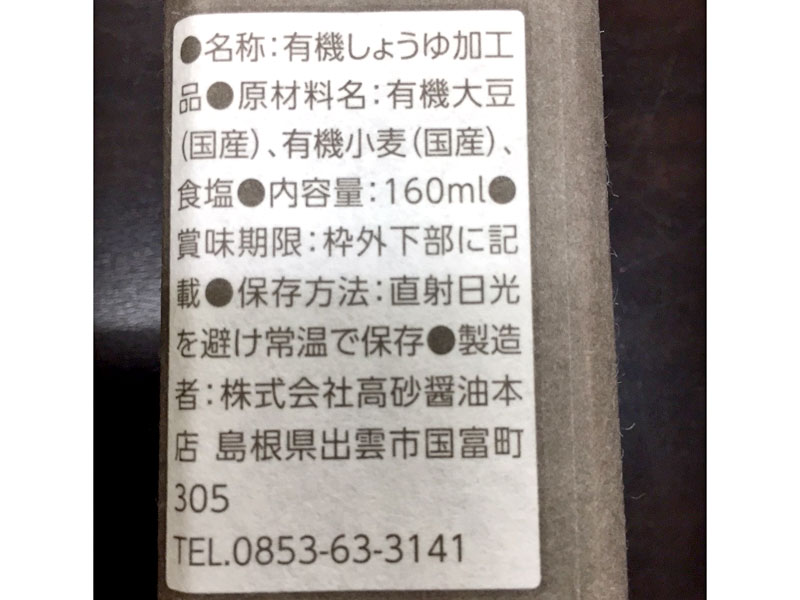 ●名称:有機しょうゆ加工
品●原材料名:有機大豆
(国産)、有機小麦(国産)、
食塩●内容量:160ml●
賞味期限:枠外下部に記
載●保存方法:直射日光
を避け常温で保存●製造
者:株式会社高砂醤油本
店 島根県出雲市国富町
305
TEL.0853-63-3141